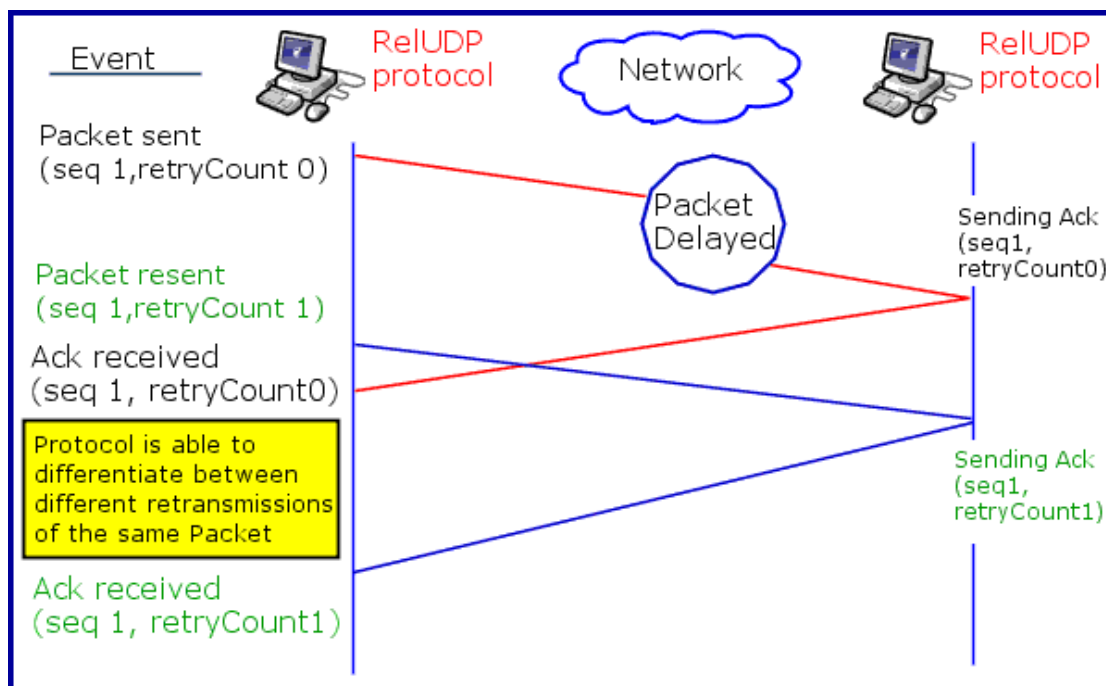 Event
RelUDP
protocol
Network
RelUDP
protocol
Packet sent
(seq 1,retryCount 0)
Packet
Delayed
Sending Ack
(seq1,
retryCount0)
Packet resent
(seq 1,retryCount 1)
Ack received
(seq 1, retryCount0)
Protocol is able to
differentiate between
different retransmissions
of the same Packet
Sending Ack
(seq1,
retryCount1)
Ack received
(seq 1, retryCount1)